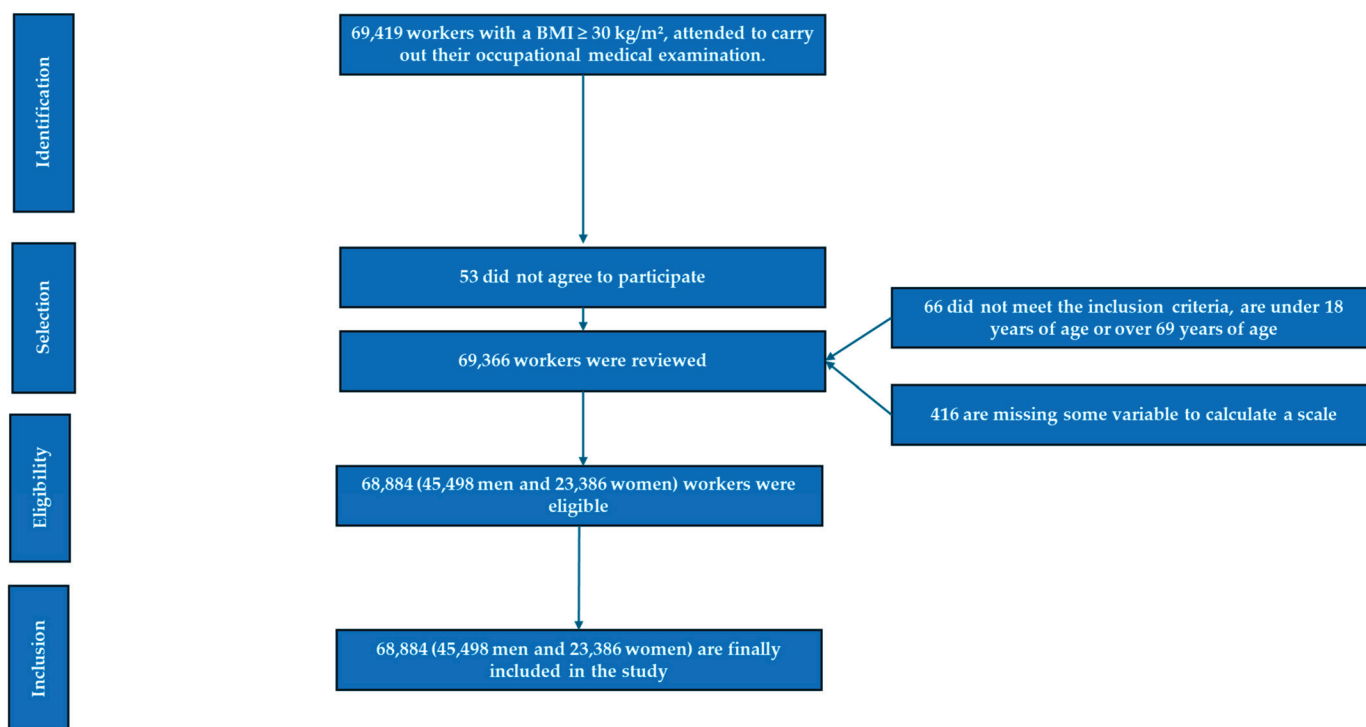 Identification
69,419 workers with a BMI ≥ 30 kg/m², attended to carry
out their occupational medical examination.
Selection
53 did not agree to participate
66 did not meet the inclusion criteria, are under 18
years of age or over 69 years of age
69,366 workers were reviewed
416 are missing some variable to calculate a scale
Eligibility
68,884 (45,498 men and 23,386 women) workers were
eligible
Inclusion
68,884 (45,498 men and 23,386 women) are finally
included in the study